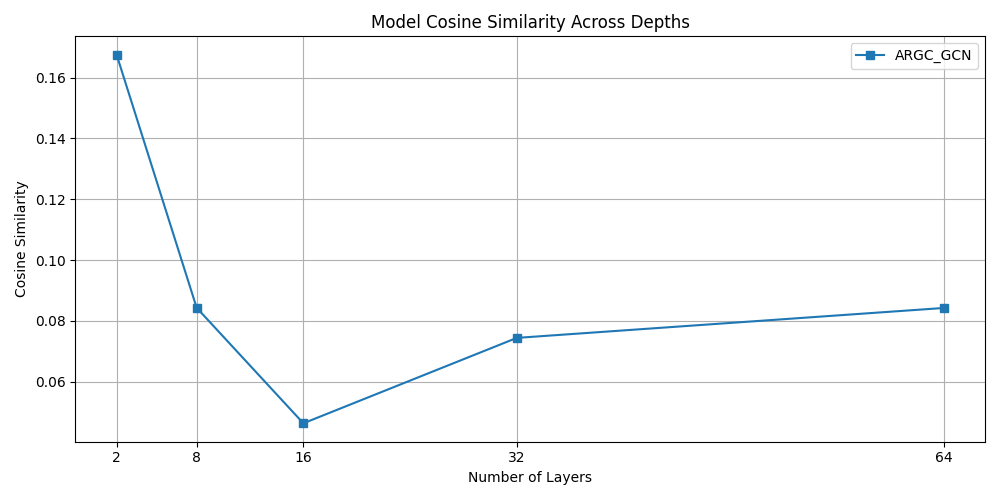 Model Cosine Similarity Across Depths
ARGC_GCN
Cosine Similarity
0.16
0.14
0.12
0.10
0.08
0.06
2 8 16 32 64
Number of Layers